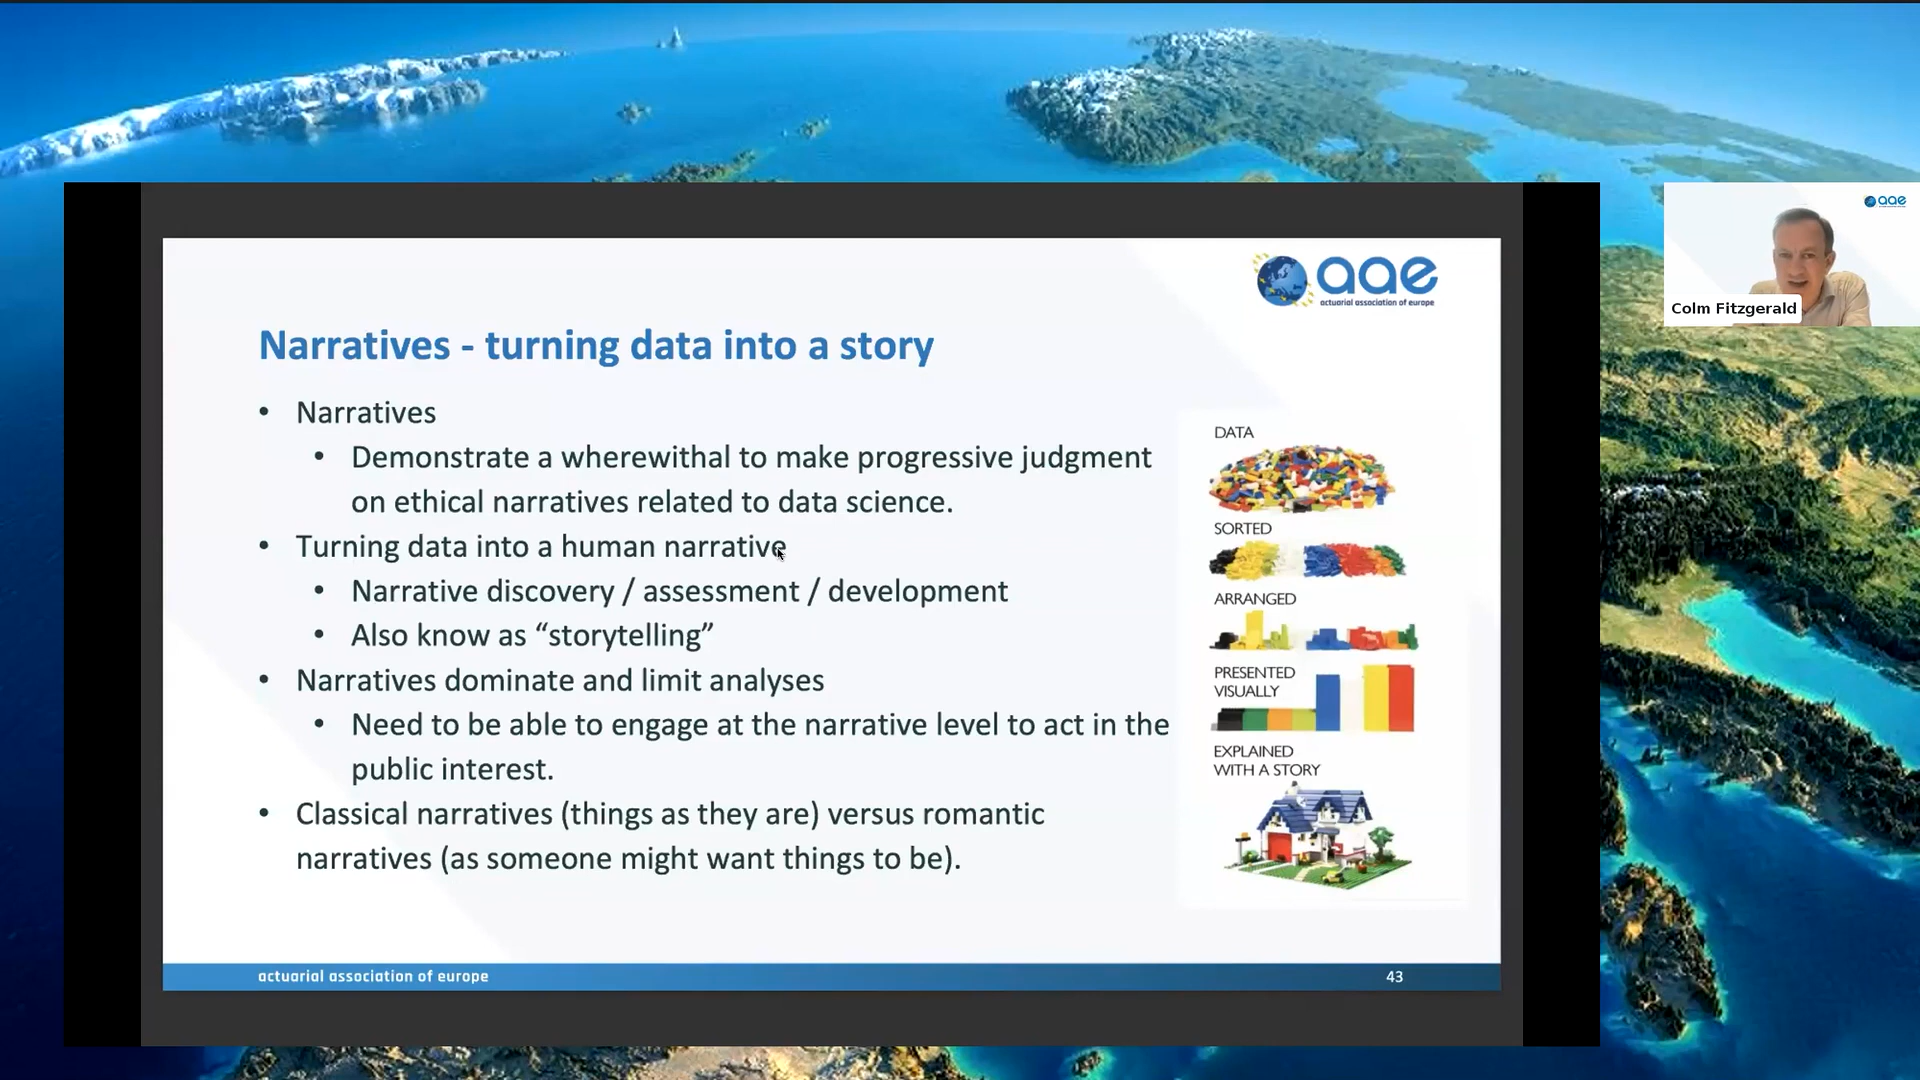 aae
actuarial association of europe
aae
Colm Fitzgerald
Narratives - turning data into a story
• Narratives
• Demonstrate a wherewithal to make progressive judgment
on ethical narratives related to data science.
• Turning data into a human narrative
• Narrative discovery / assessment / development
• Also know as “storytelling”
• Narratives dominate and limit analyses
• Need to be able to engage at the narrative level to act in the
public interest.
• Classical narratives (things as they are) versus romantic
narratives (as someone might want things to be).
DATA
SORTED
ARRANGED
PRESENTED
VISUALLY
EXPLAINED
WITH A STORY
actuarial association of europe
43